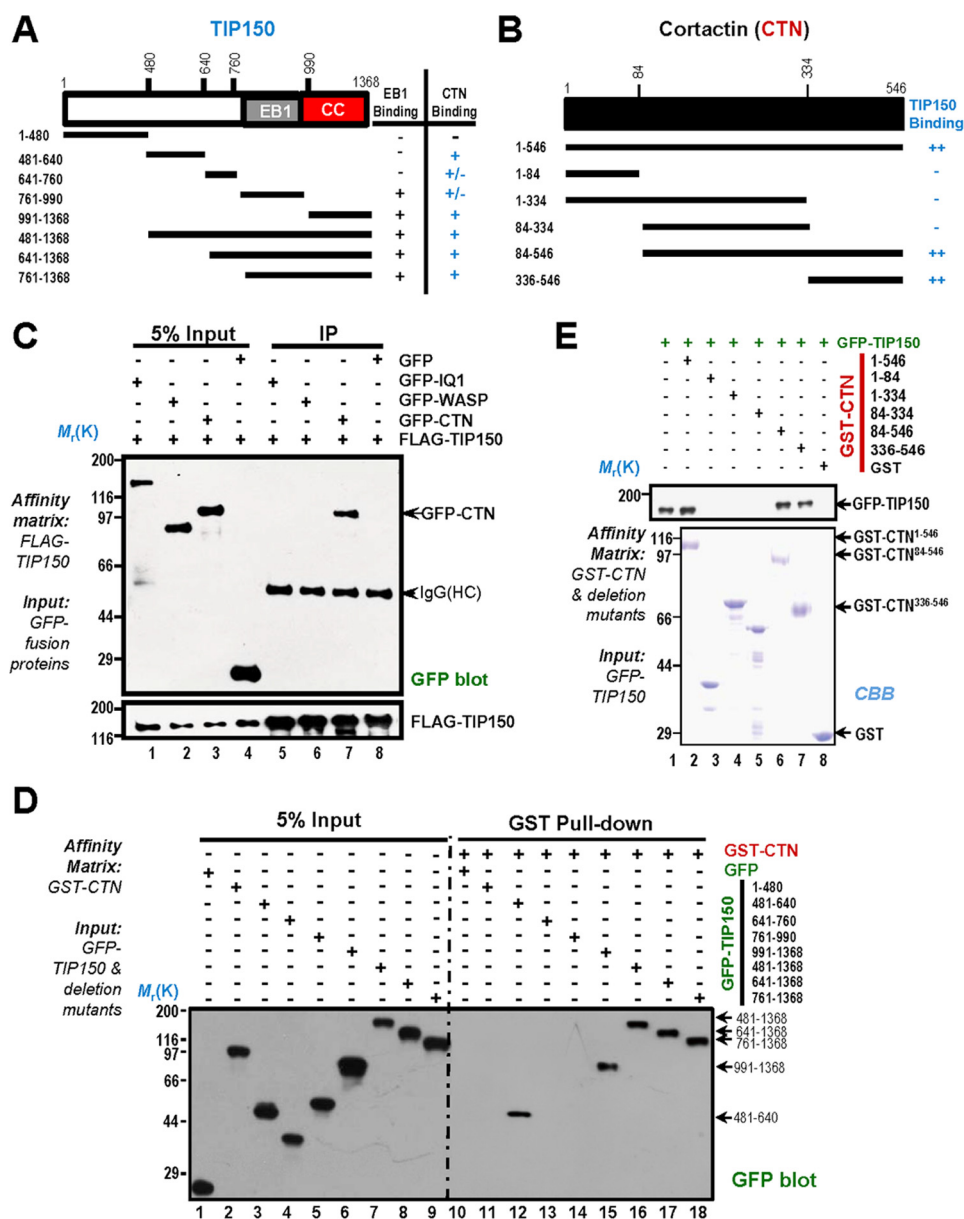 A
TIP150
1 480 640 760 990 1368
EB1 CC
EB1 Binding
CTN Binding
1-480 - -
481-640 - +
641-760 - +/-
761-990 + +/-
991-1368 + +
481-1368 + +
641-1368 + +
761-1368 + +
B
Cortactin (CTN)
1 84 334 546
TIP150 Binding
1-546 ++
1-84 -
1-334 -
84-334 -
84-546 ++
336-546 ++
C
5% Input IP
- - - + - - - + GFP
+ - - - + - - - GFP-IQ1
- + - - - + - - GFP-WASP
- - + - - - + - GFP-CTN
+ + + + + + + + FLAG-TIP150
Mr(K)
200
116
97
66
44
29
Affinity matrix: FLAG-TIP150
Input: GFP-fusion proteins
GFP-CTN
IgG(HC)
GFP blot
200
116
FLAG-TIP150
1 2 3 4 5 6 7 8
E
+ + + + + + + + GFP-TIP150
- + - - - - - - 1-546
- - + - - - - - 1-84
- - - + - - - - 1-334
- - - - + - - - 84-334
- - - - - + - - 84-546
- - - - - - + - 336-546
- - - - - - - + GST
GST-CTN
Mr(K)
200
GFP-TIP150
116
97
66
44
29
Affinity Matrix: GST-CTN & deletion mutants
Input: GFP-TIP150
GST-CTN1-546
GST-CTN84-546
GST-CTN336-546
CBB
GST
1 2 3 4 5 6 7 8
D
5% Input GST Pull-down
Affinity Matrix: GST-CTN
Input: GFP-TIP150 & deletion mutants
- - - - - - - - - + + + + + + + + + GST-CTN
+ - - - - - - - - + - - - - - - - - GFP
- + - - - - - - - - + - - - - - - - 1-480
- - + - - - - - - - - + - - - - - - 481-640
- - - + - - - - - - - - + - - - - - 641-760
- - - - + - - - - - - - - + - - - - 761-990
- - - - - + - - - - - - - - + - - - 991-1368
- - - - - - + - - - - - - - - + - - 481-1368
- - - - - - - + - - - - - - - - + - 641-1368
- - - - - - - - + - - - - - - - - + 761-1368
GFP-TIP150
Mr(K)
200
116
97
66
44
29
481-1368
641-1368
761-1368
991-1368
481-640
GFP blot
1 2 3 4 5 6 7 8 9 10 11 12 13 14 15 16 17 18